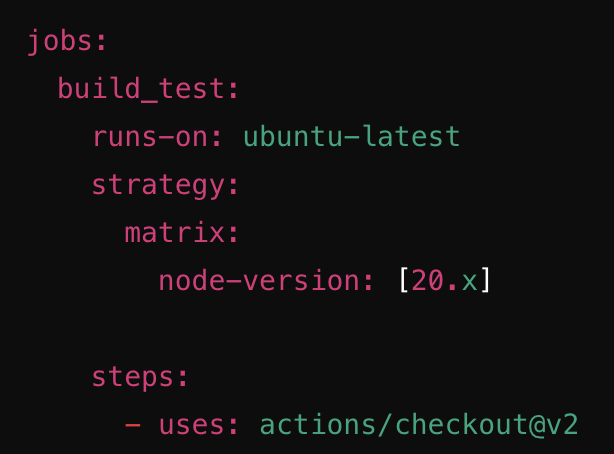 jobs:
  build_test:
    runs-on: ubuntu-latest
    strategy:
      matrix:
        node-version: [20.x]

    steps:
      - uses: actions/checkout@v2